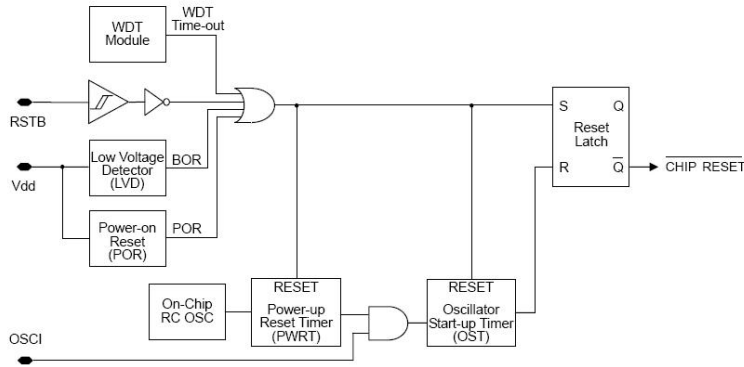 WDT
Time-out
WDT
Module
RSTB
Low Voltage
Detector
(LVD)
BOR
Vdd
Power-on
Reset
(POR)
POR
S
Q
Reset
Latch
R
Q
CHIP RESET
On-Chip
RC OSC
RESET
Power-up
Reset Timer
(PWRT)
RESET
Oscillator
Start-up Timer
(OST)
OSCI